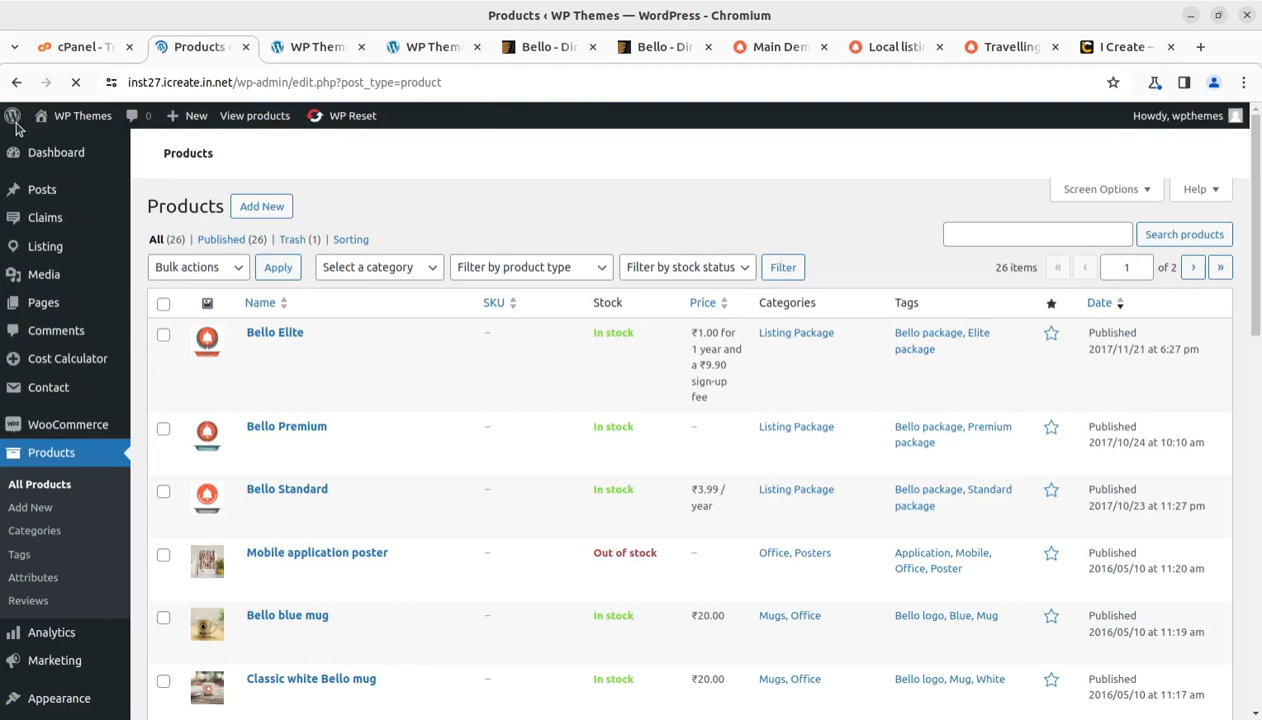 Products ‹ WP Themes — WordPress - Chromium
cPanel - To
Products ‹
WP Them
WP Them
Bello - Dir
Bello - Dir
Main Dem
Local listi
Travelling
I Create –
inst27.icreate.in.net/wp-admin/edit.php?post_type=product
WP Themes
0
New
View products
WP Reset
Howdy, wpthemes
Dashboard
Posts
Claims
Listing
Media
Pages
Comments
Cost Calculator
Contact
WooCommerce
Products
All Products
Add New
Categories
Tags
Attributes
Reviews
Analytics
Marketing
Appearance
Products
Screen Options
Help
Products
Add New
All (26) | Published (26) | Trash (1) | Sorting
Search products
Bulk actions
Apply
Select a category
Filter by product type
Filter by stock status
Filter
26 items
«
‹
1
of 2
›
»
Name
SKU
Stock
Price
Categories
Tags
Date
Bello Elite
–
In stock
₹1.00 for
1 year and
a ₹9.90
sign-up
fee
Listing Package
Bello package, Elite
package
Published
2017/11/21 at 6:27 pm
Bello Premium
–
In stock
–
Listing Package
Bello package, Premium
package
Published
2017/10/24 at 10:10 am
Bello Standard
–
In stock
₹3.99 /
year
Listing Package
Bello package, Standard
package
Published
2017/10/23 at 11:27 pm
Mobile application poster
–
Out of stock
–
Office, Posters
Application, Mobile,
Office, Poster
Published
2016/05/10 at 11:20 am
Bello blue mug
–
In stock
₹20.00
Mugs, Office
Bello logo, Blue, Mug
Published
2016/05/10 at 11:19 am
Classic white Bello mug
–
In stock
₹20.00
Mugs, Office
Bello logo, Mug, White
Published
2016/05/10 at 11:17 am